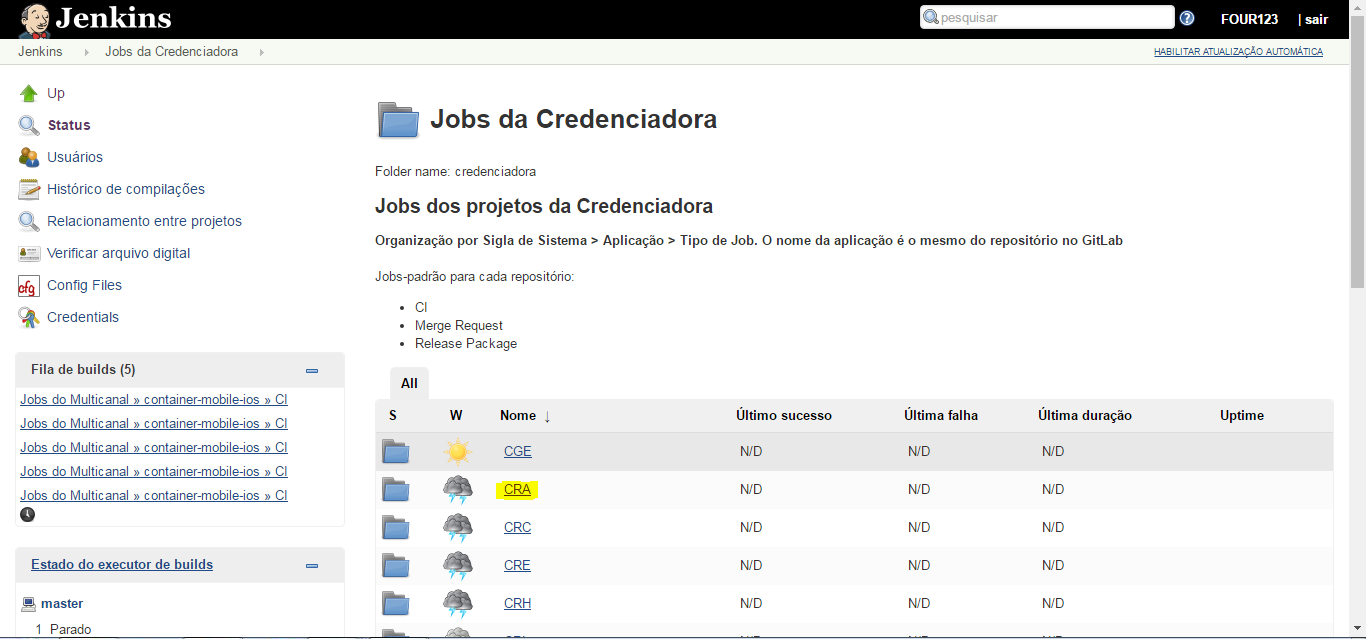 Jenkins
pesquisar
FOUR123 | sair
Jenkins Jobs da Credenciadora
HABILITAR ATUALIZAÇÃO AUTOMÁTICA
Up
Status
Usuários
Histórico de compilações
Relacionamento entre projetos
Verificar arquivo digital
cfg Config Files
Credentials
Fila de builds (5)
Jobs do Multicanal » container-mobile-ios » CI
Jobs do Multicanal » container-mobile-ios » CI
Jobs do Multicanal » container-mobile-ios » CI
Jobs do Multicanal » container-mobile-ios » CI
Jobs do Multicanal » container-mobile-ios » CI
Estado do executor de builds
master
1 Parado
Jobs da Credenciadora
Folder name: credenciadora
Jobs dos projetos da Credenciadora
Organização por Sigla de Sistema > Aplicação > Tipo de Job. O nome da aplicação é o mesmo do repositório no GitLab
Jobs-padrão para cada repositório:
• CI
• Merge Request
• Release Package
All
S W Nome ↓ Último sucesso Última falha Última duração Uptime
CGE N/D N/D N/D
CRA N/D N/D N/D
CRC N/D N/D N/D
CRE N/D N/D N/D
CRH N/D N/D N/D